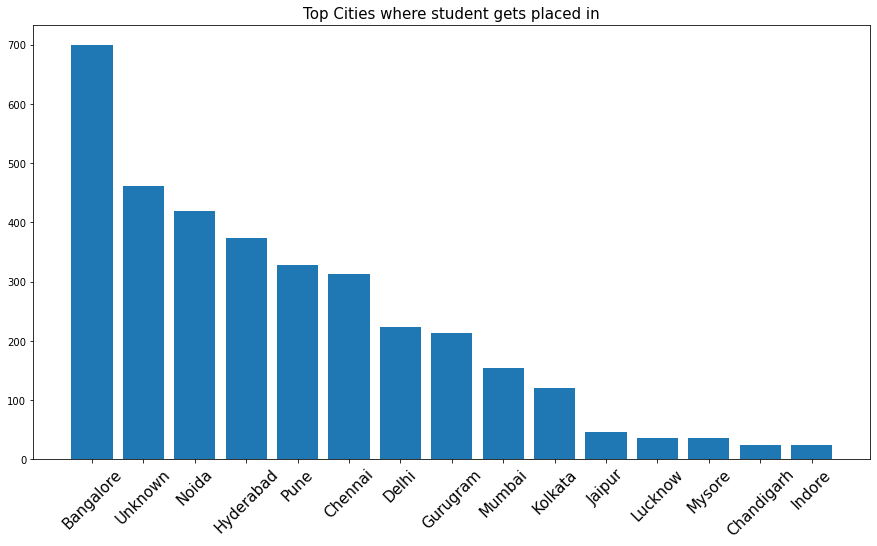 Top Cities where student gets placed in
700
600
500
400
300
200
100
0
Bangalore
Unknown
Noida
Hyderabad
Pune
Chennai
Delhi
Gurugram
Mumbai
Kolkata
Jaipur
Lucknow
Mysore
Chandigarh
Indore